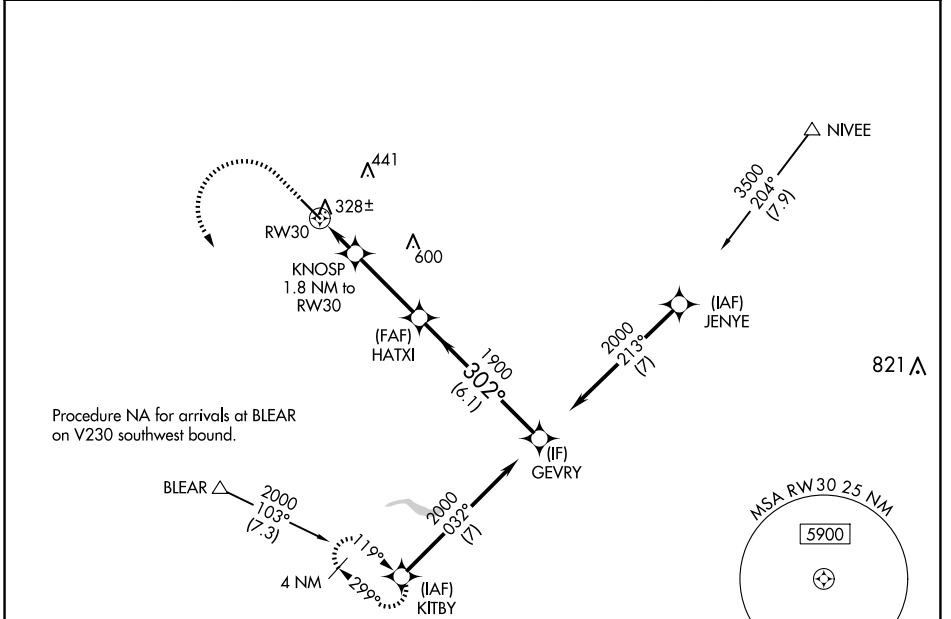 NIVEE
3500
204°
(7.9)
441
328±
RW30
600
KNOSP
1.8 NM to
RW30
(FAF)
HATXI
(IAF)
JENYE
2000
213°
(7)
1900
302°
(6.1)
821
Procedure NA for arrivals at BLEAR
on V230 southwest bound.
(IF)
GEVRY
BLEAR
2000
103°
(7.3)
2000
032°
(7)
119°
4 NM
299°
(IAF)
KITBY
MSA RW30 25 NM
5900